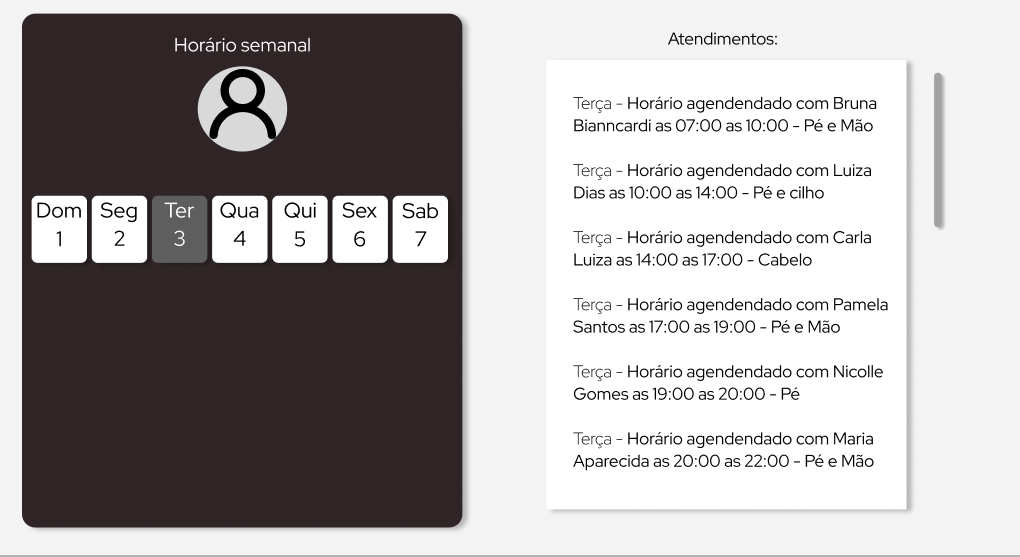 Horário semanal
Dom Seg Ter Qua Qui Sex Sab
1 2 3 4 5 6 7
Atendimentos:
Terça - Horário agendendado com Bruna
Bianncardi as 07:00 as 10:00 - Pé e Mão
Terça - Horário agendendado com Luiza
Dias as 10:00 as 14:00 - Pé e cilho
Terça - Horário agendendado com Carla
Luiza as 14:00 as 17:00 - Cabelo
Terça - Horário agendendado com Pamela
Santos as 17:00 as 19:00 - Pé e Mão
Terça - Horário agendendado com Nicolle
Gomes as 19:00 as 20:00 - Pé
Terça - Horário agendendado com Maria
Aparecida as 20:00 as 22:00 - Pé e Mão